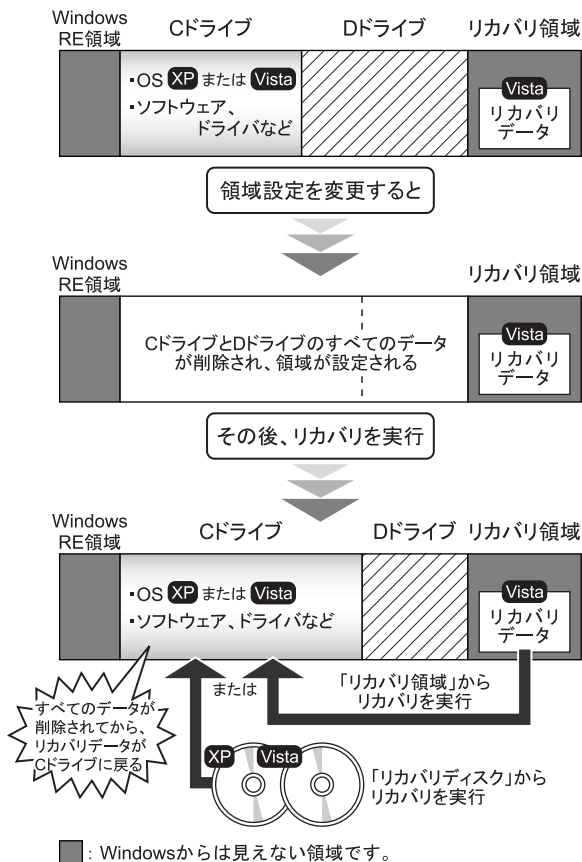 Windows
RE領域
Cドライブ
Dドライブ
リカバリ領域
・OS XP または Vista
・ソフトウェア、
ドライバなど
Vista
リカバリ
データ
領域設定を変更すると
Windows
RE領域
リカバリ領域
CドライブとDドライブのすべてのデータ
が削除され、領域が設定される
Vista
リカバリ
データ
その後、リカバリを実行
Windows
RE領域
Cドライブ
Dドライブ
リカバリ領域
・OS XP または Vista
・ソフトウェア、ドライバなど
Vista
リカバリ
データ
すべてのデータが
削除されてから、
リカバリデータが
Cドライブに戻る
または
「リカバリ領域」から
リカバリを実行
XP
Vista
「リカバリディスク」から
リカバリを実行
：Windowsからは見えない領域です。